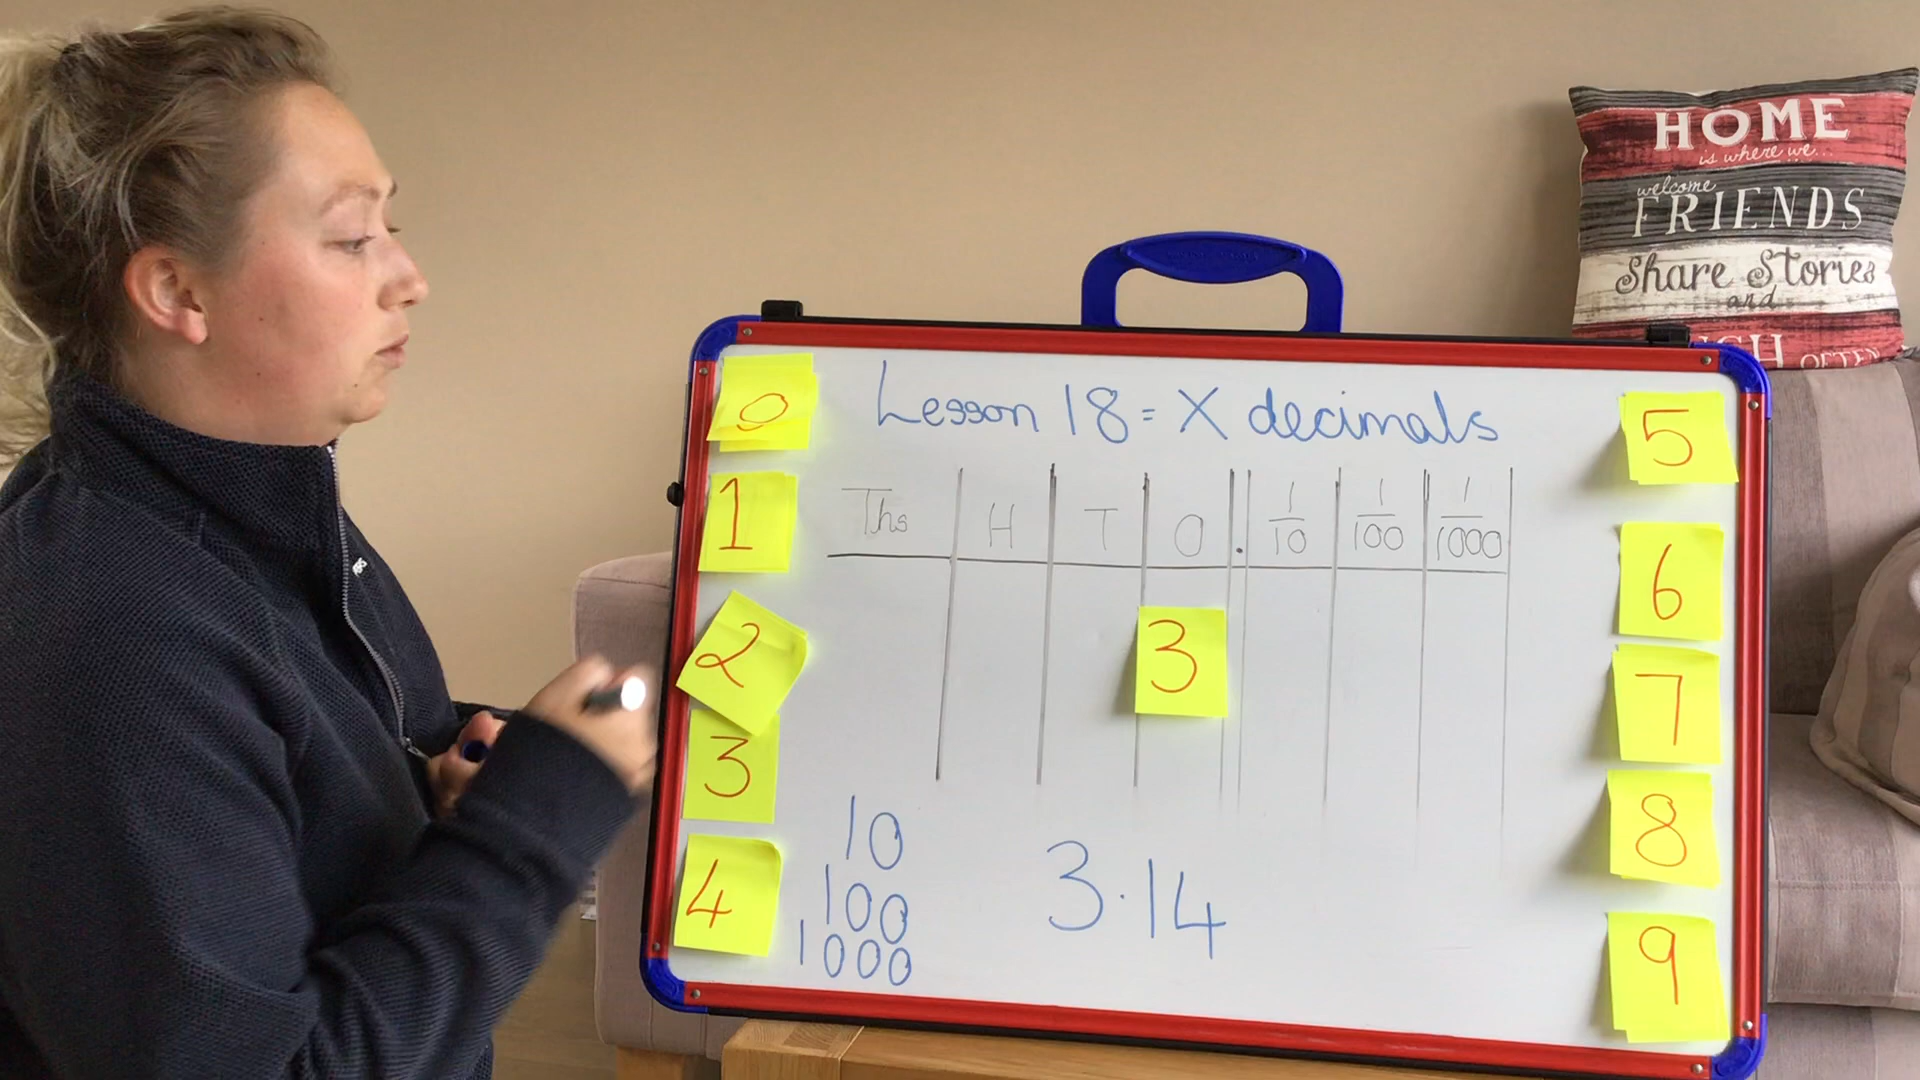 HOME
is where we...
welcome
FRIENDS
Share Stories
and
OFTEN
Lesson 18 = X decimals
Ths H T O . 1/10 1/100 1/1000
3
0
1
2
3
4
5
6
7
8
9
10
100
1000
3.14